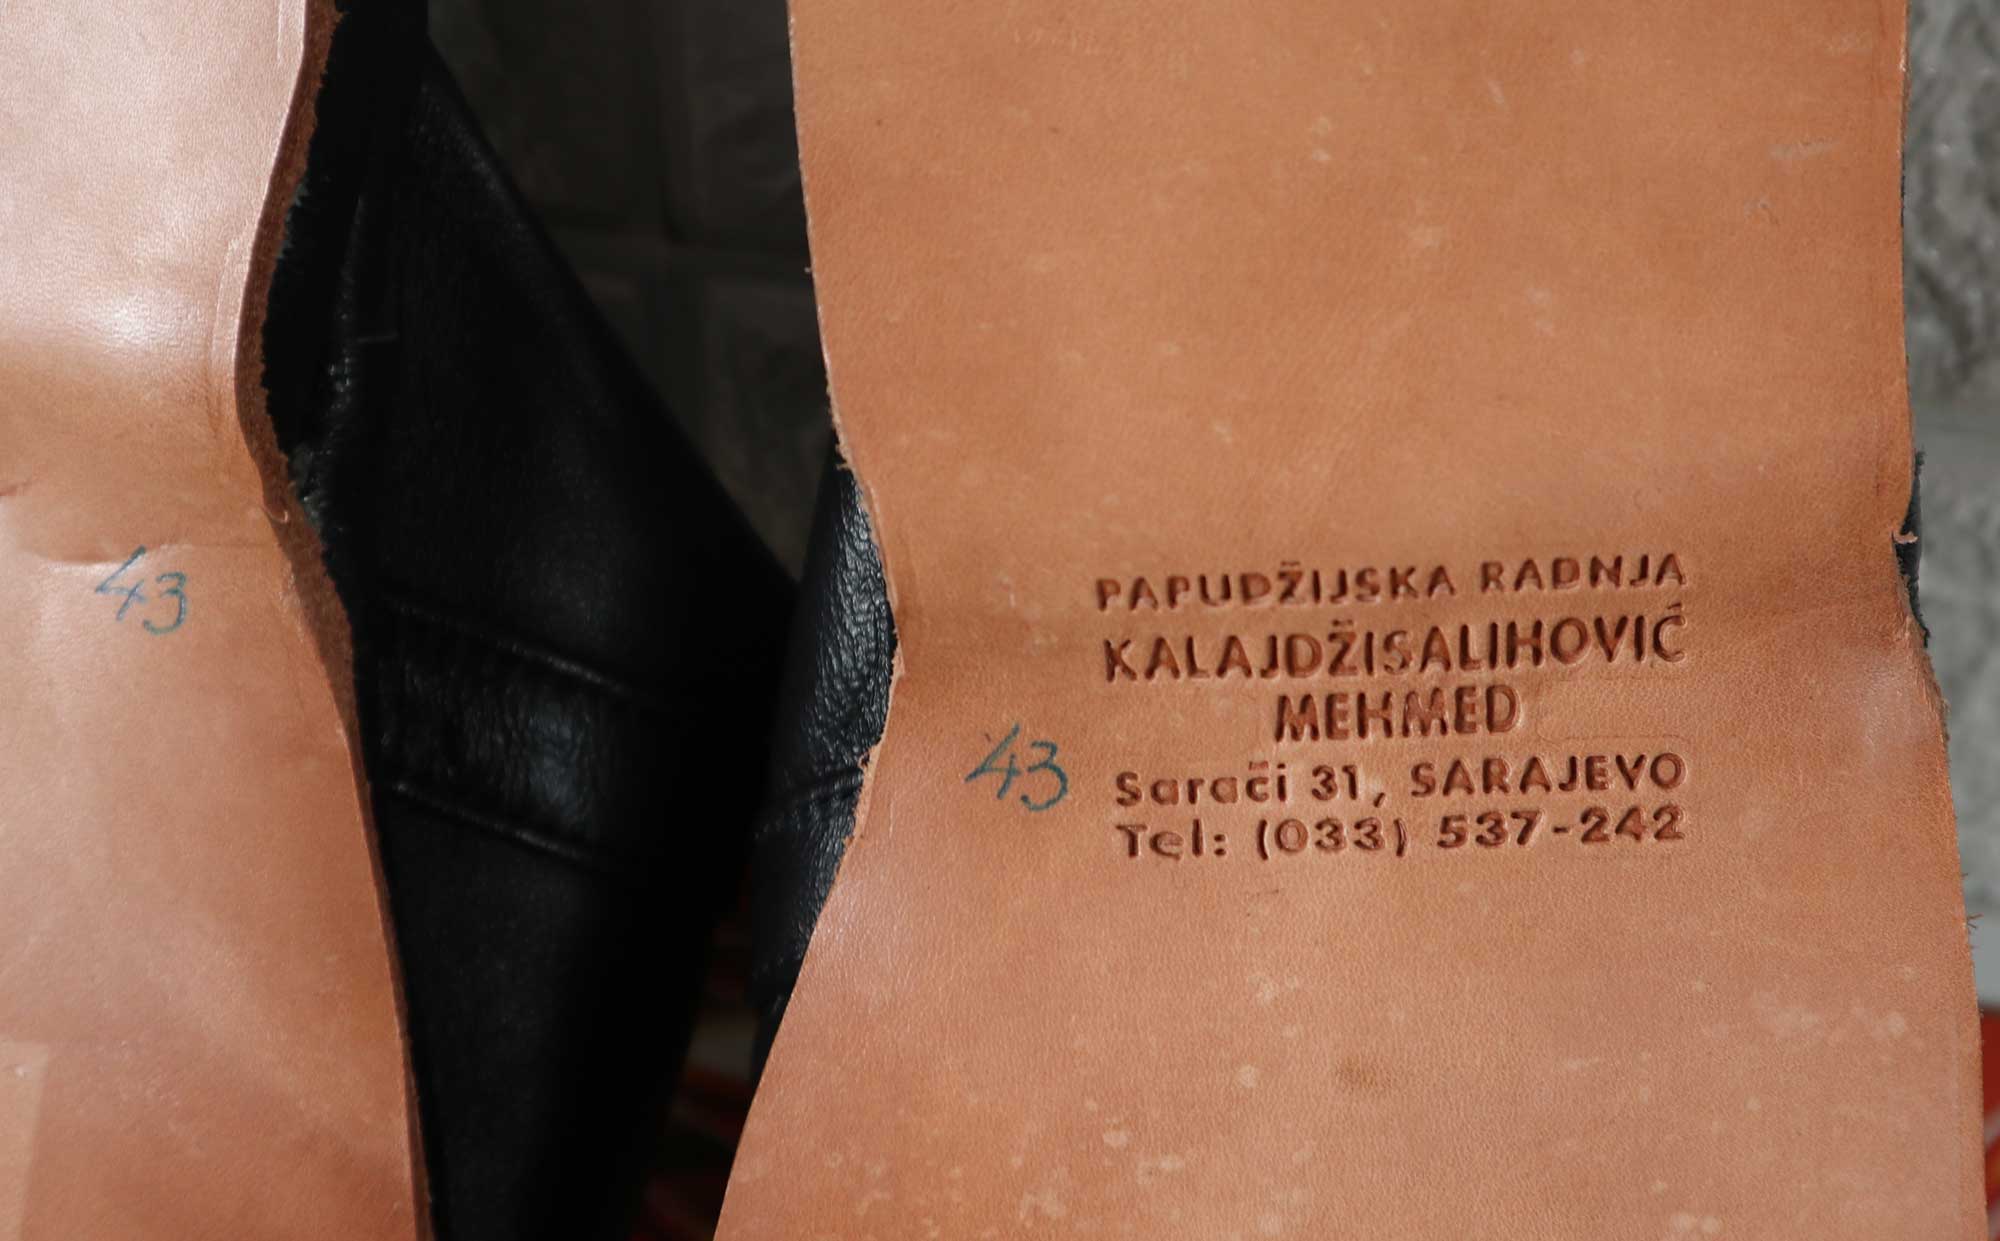 43
PAPUDŽIJSKA RADNJA
KALAJDŽISALIHOVIĆ
MEHMED
43
Sarači 31, SARAJEVO
Tel: (033) 537-242